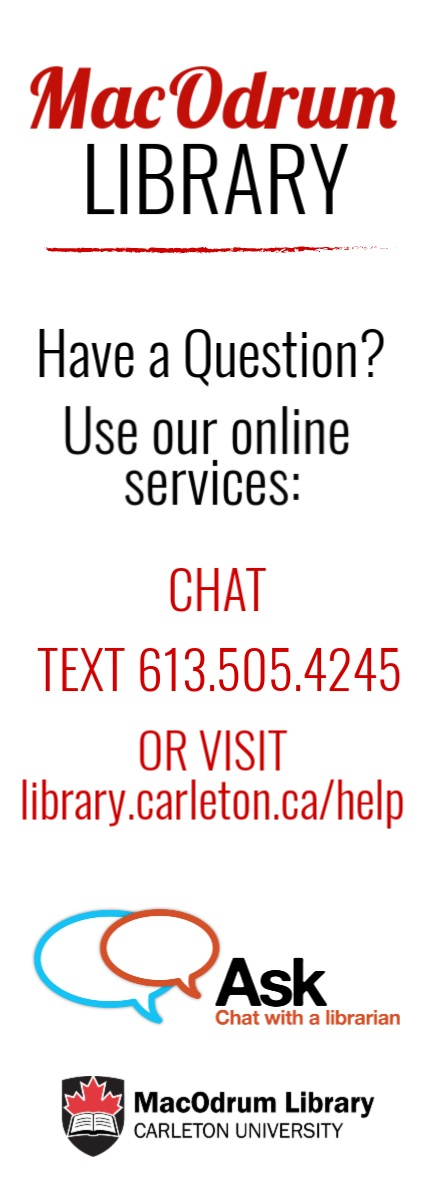 MacOdrum
LIBRARY
Have a Question?
Use our online
services:
CHAT
TEXT 613.505.4245
OR VISIT
library.carleton.ca/help
Ask
Chat with a librarian
MacOdrum Library
CARLETON UNIVERSITY